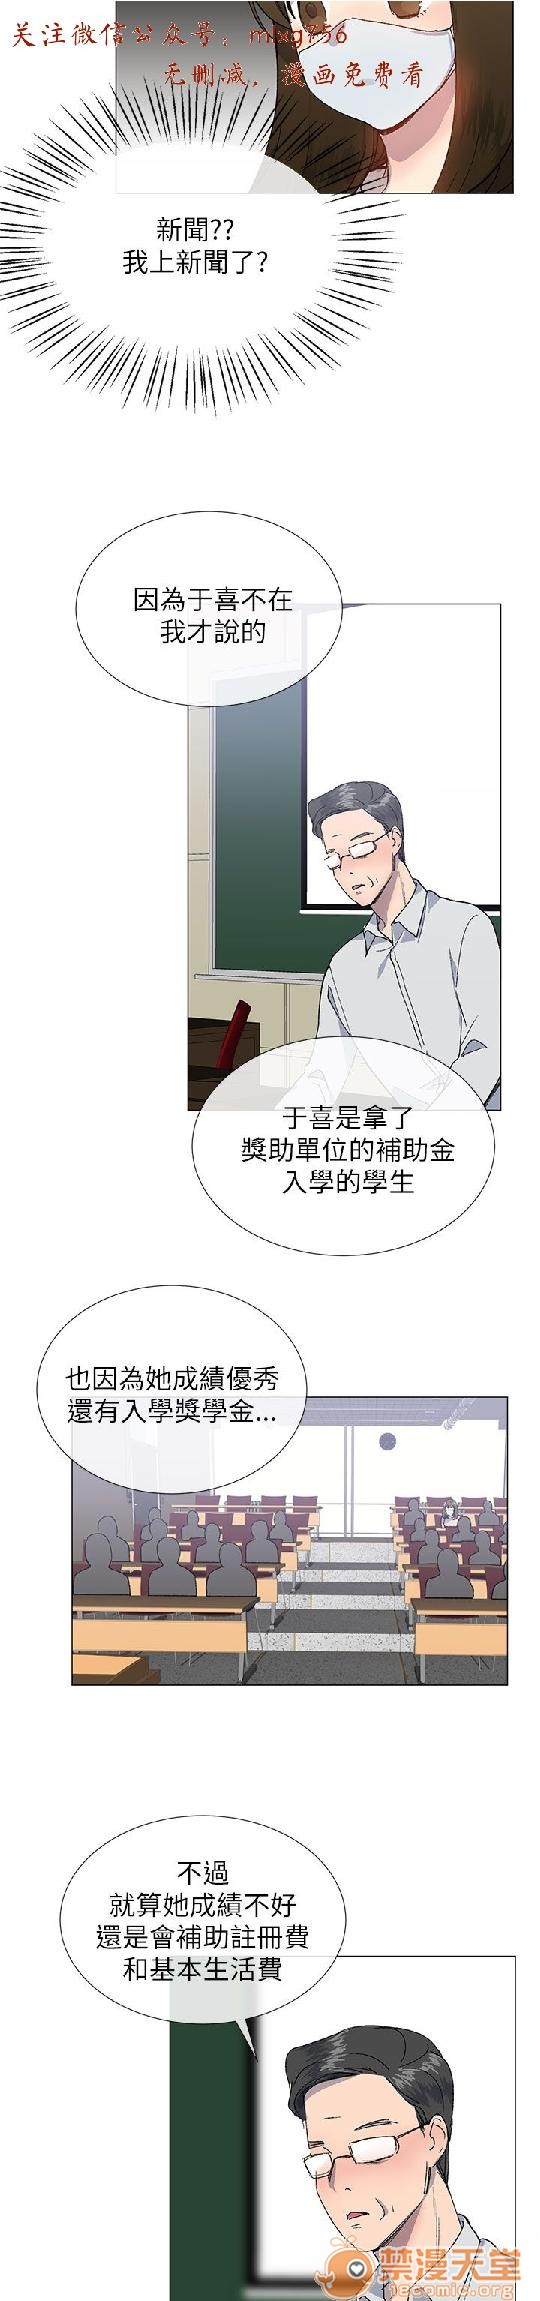 关注微信公众号：mixg756
无删减，漫画免费看
新聞??
我上新聞了?
因為于喜不在
我才說的
于喜是拿了
獎助單位的補助金
入學的學生
也因為她成績優秀
還有入學獎學金...
不過
就算她成績不好
還是會補助註冊費
和基本生活費
禁漫天堂